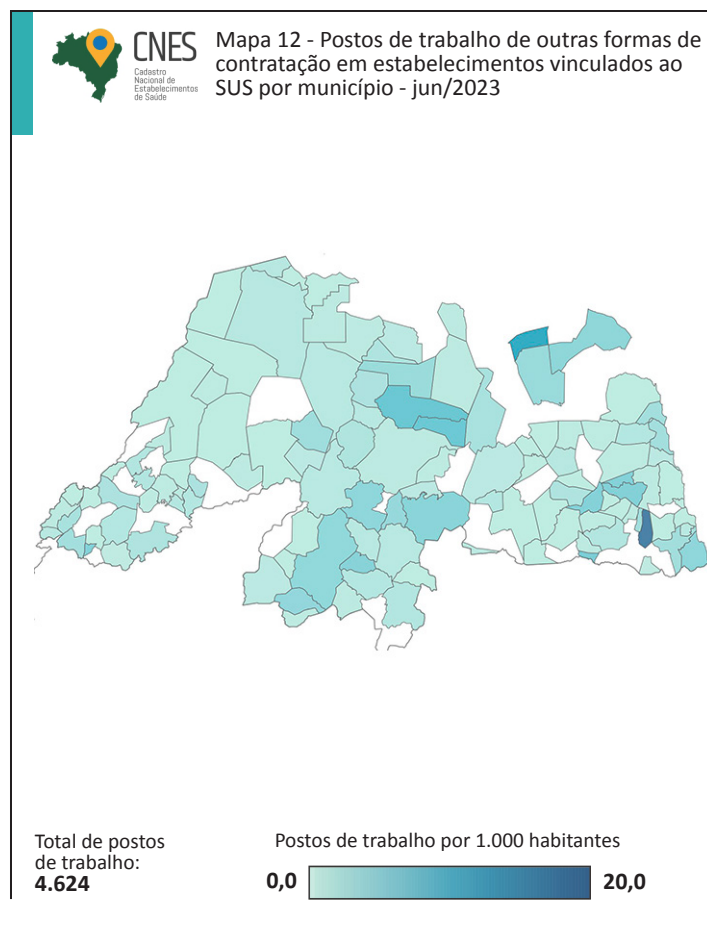 CNES
Cadastro
Nacional de
Estabelecimentos
de Saúde
Mapa 12 - Postos de trabalho de outras formas de
contratação em estabelecimentos vinculados ao
SUS por município - jun/2023
Total de postos
de trabalho:
4.624
Postos de trabalho por 1.000 habitantes
0,0
20,0